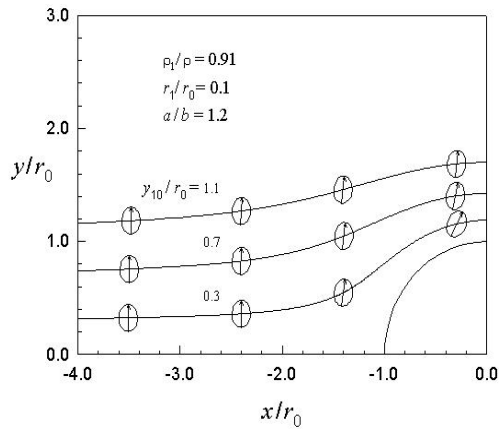 3.0
ρ₁/ρ = 0.91
r₁/r₀ = 0.1
a/b = 1.2
2.0
y/r₀
y₁₀/r₀ = 1.1
1.0
0.7
0.3
0.0
-4.0 -3.0 -2.0 -1.0 0.0
x/r₀